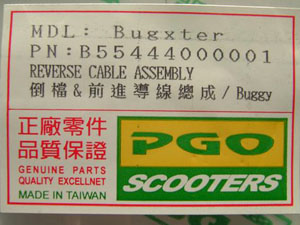 MDL: Bugxter
PN:B55444000001
REVERSE CABLE ASSEMBLY
倒檔&前進導線總成/Buggy
正廠零件
品質保證
GENUINE PARTS
QUALITY EXCELLNET
MADE IN TAIWAN
PGO
SCOOTERS